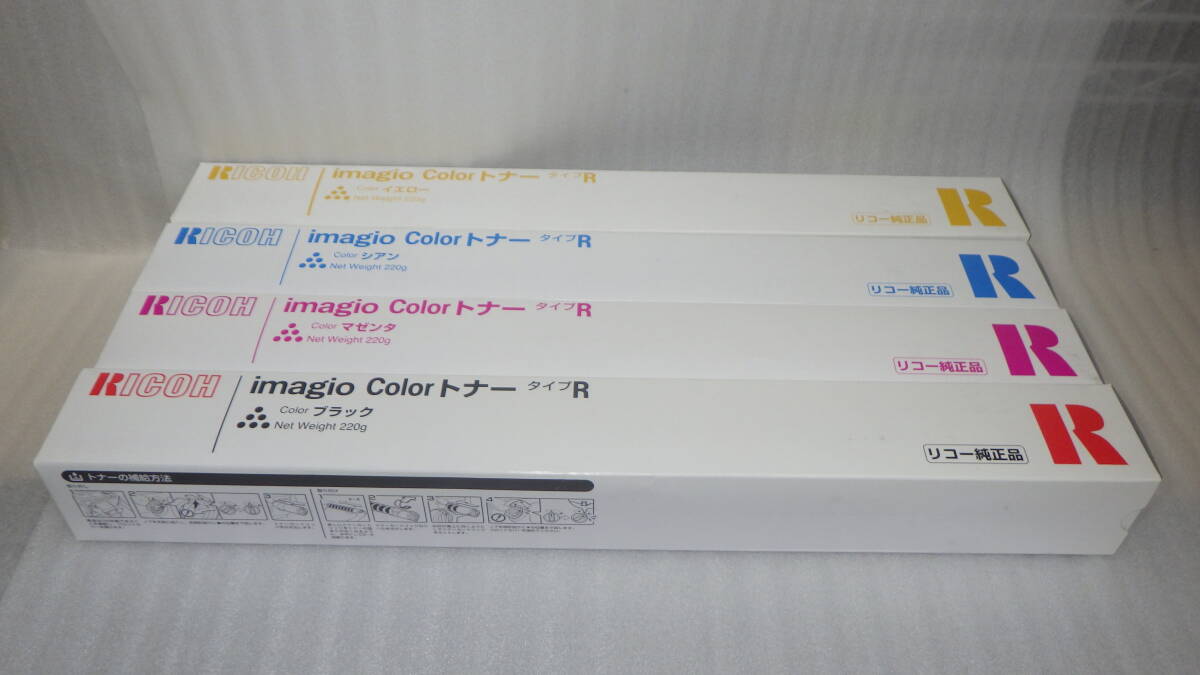 RICOH
imagio Colorトナー タイプR
Color イエロー
Net Weight 220g
リコー純正品
RICOH
imagio Colorトナー タイプR
Color シアン
Net Weight 220g
リコー純正品
RICOH
imagio Colorトナー タイプR
Color マゼンタ
Net Weight 220g
リコー純正品
RICOH
imagio Colorトナー タイプR
Color ブラック
Net Weight 220g
リコー純正品
トナーの補給方法